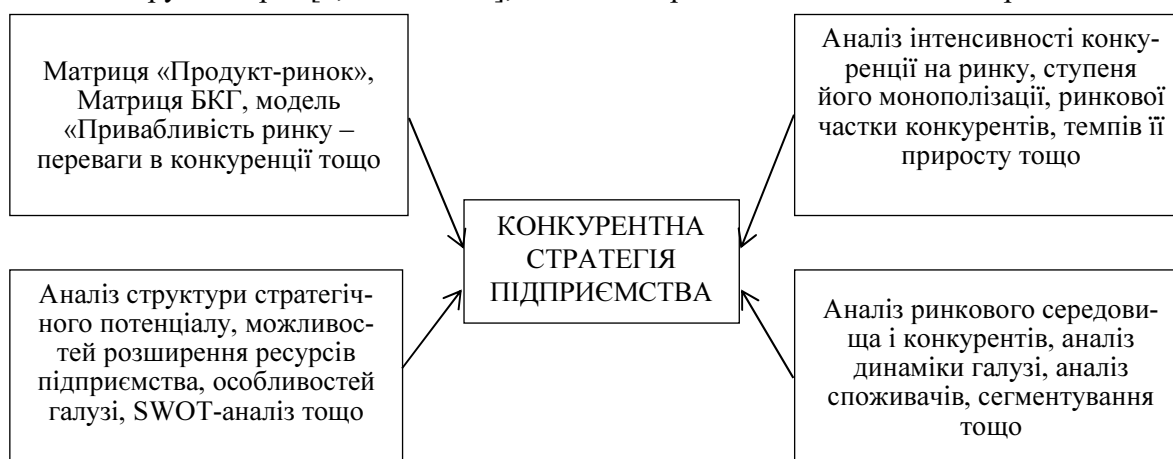 Матриця «Продукт-ринок»,
Матриця БКГ, модель
«Привабливість ринку –
переваги в конкуренції тощо
Аналіз інтенсивності конку-
ренції на ринку, ступеня
його монополізації, ринкової
частки конкурентів, темпів її
приросту тощо
КОНКУРЕНТНА
СТРАТЕГІЯ
ПІДПРИЄМСТВА
Аналіз структури стратегіч-
ного потенціалу, можливос-
тей розширення ресурсів
підприємства, особливостей
галузі, SWOT-аналіз тощо
Аналіз ринкового середови-
ща і конкурентів, аналіз
динаміки галузі, аналіз
споживачів, сегментування
тощо